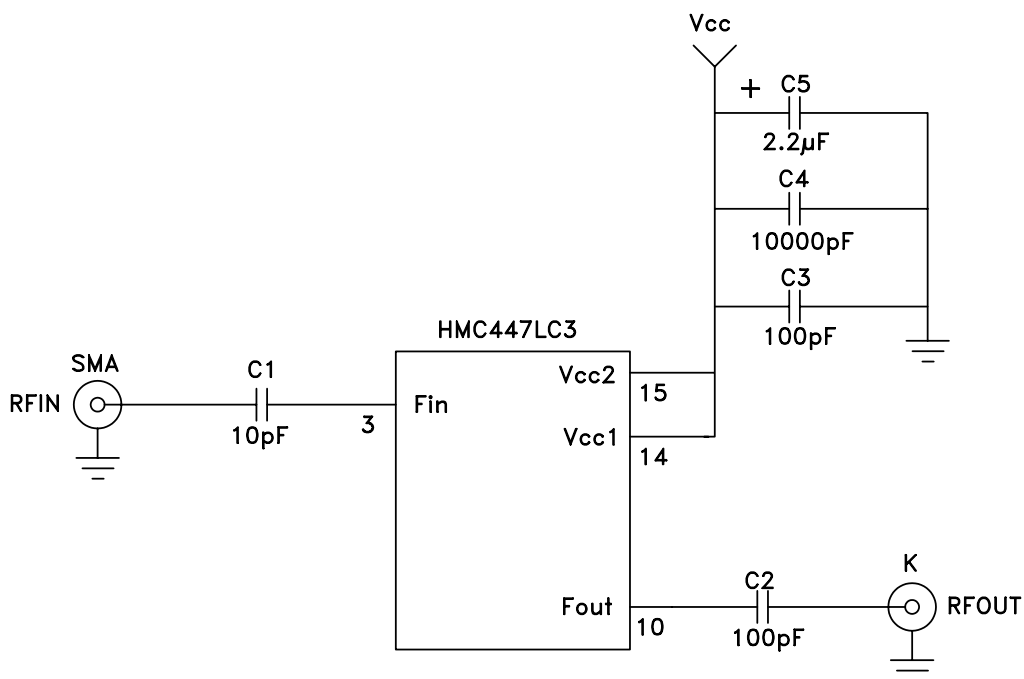 Vcc
+ C5
2.2µF
C4
10000pF
C3
100pF
HMC447LC3
SMA
RFIN
C1
10pF
3
Fin
Vcc2
15
Vcc1
14
Fout
10
C2
100pF
K
RFOUT